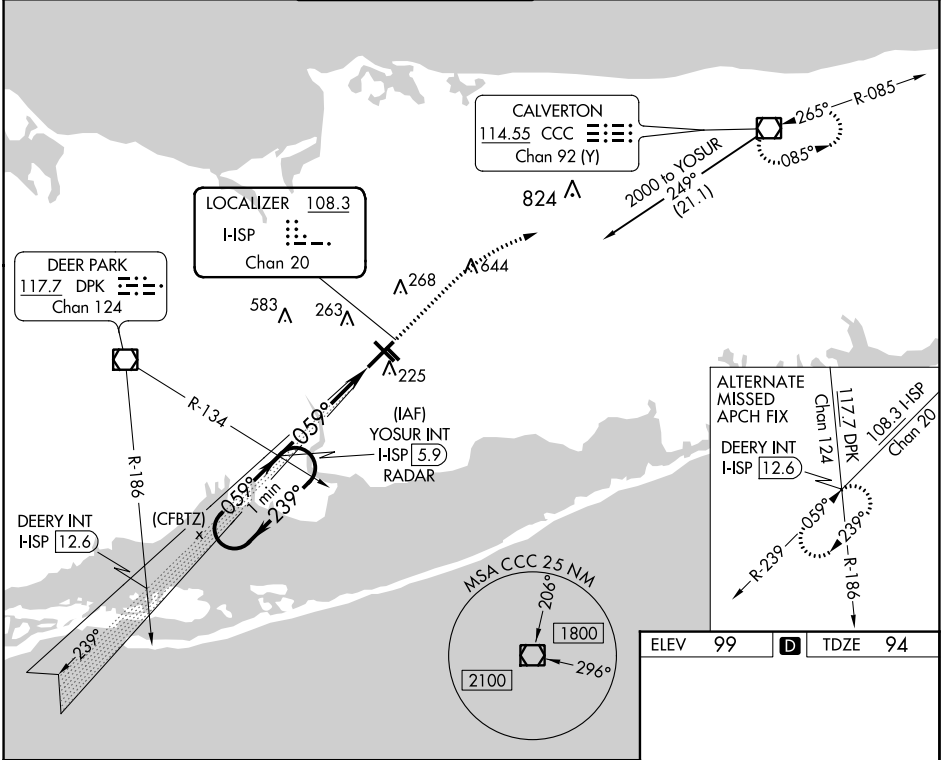 CALVERTON
114.55 CCC
Chan 92 (Y)
265°
R-085
085°
2000 to YOSUR
249°
(21.1)
824
LOCALIZER 108.3
I-ISP
Chan 20
DEER PARK
117.7 DPK
Chan 124
583
263
268
644
225
R-134
R-186
059°
(IAF)
YOSUR INT
I-ISP 5.9
RADAR
059°
1 min
239°
(CFBTZ)
x
DEERY INT
I-ISP 12.6
239°
MSA CCC 25 NM
206°
1800
296°
2100
ALTERNATE
MISSED
APCH FIX
117.7 DPK
Chan 124
108.3 I-ISP
Chan 20
DEERY INT
I-ISP 12.6
059°
239°
R-239
R-186
ELEV 99 D TDZE 94